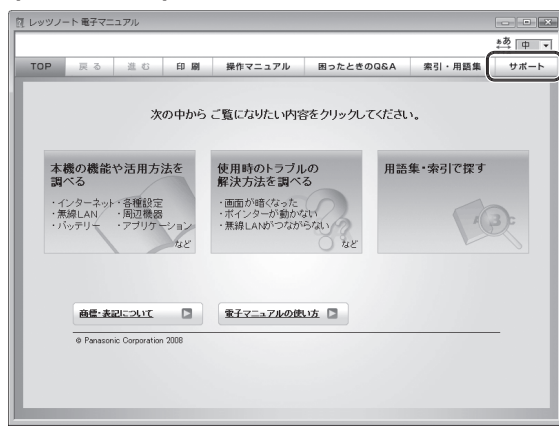 レッツノート 電子マニュアル
あ あ 中
TOP 戻る 進む 印刷 操作マニュアル 困ったときのQ&A 索引・用語集 サポート
次の中から ご覧になりたい内容をクリックしてください。
本機の機能や活用方法を
調べる
・インターネット・各種設定
・無線LAN ・周辺機器
・バッテリー ・アプリケーション
など
使用時のトラブルの
解決方法を調べる
・画面が暗くなった
・ポインターが動かない
・無線LANがつながらない
など
用語集・索引で探す
商標・表記について
電子マニュアルの使い方
© Panasonic Corporation 2008